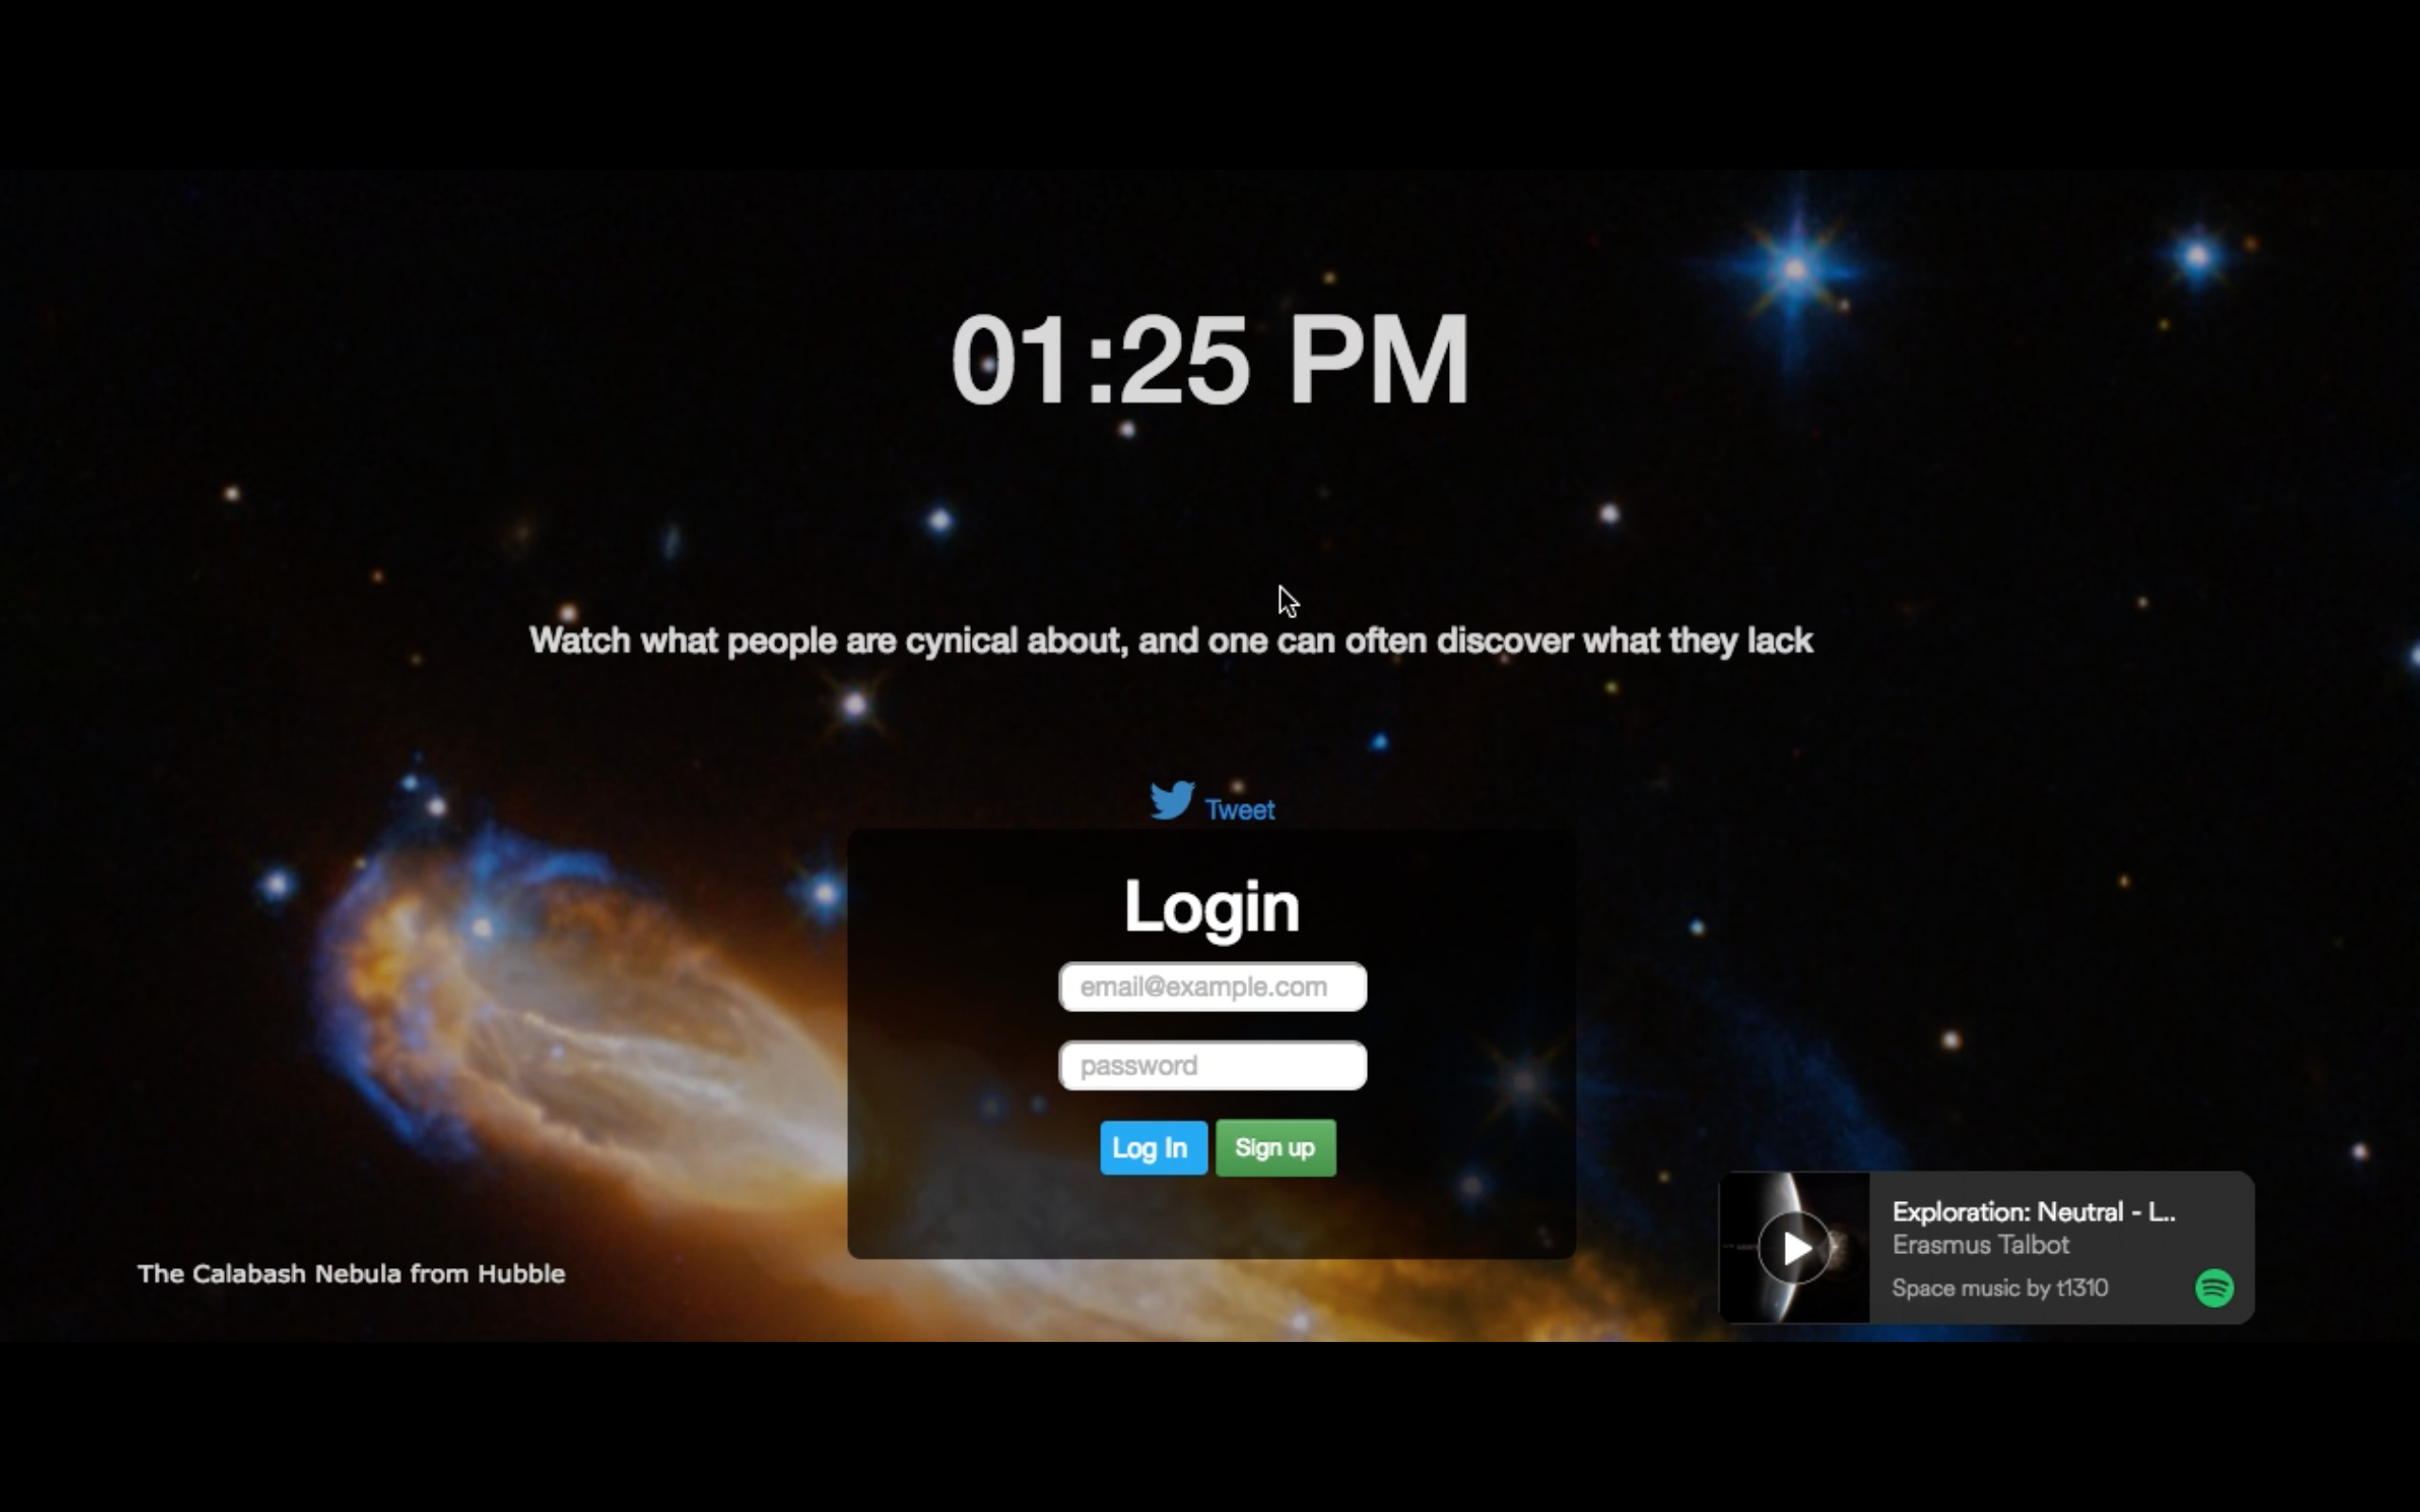 01:25 PM
Watch what people are cynical about, and one can often discover what they lack
Tweet
Login
email@example.com
password
Log In Sign up
The Calabash Nebula from Hubble
Exploration: Neutral - L..
Erasmus Talbot
Space music by t1310